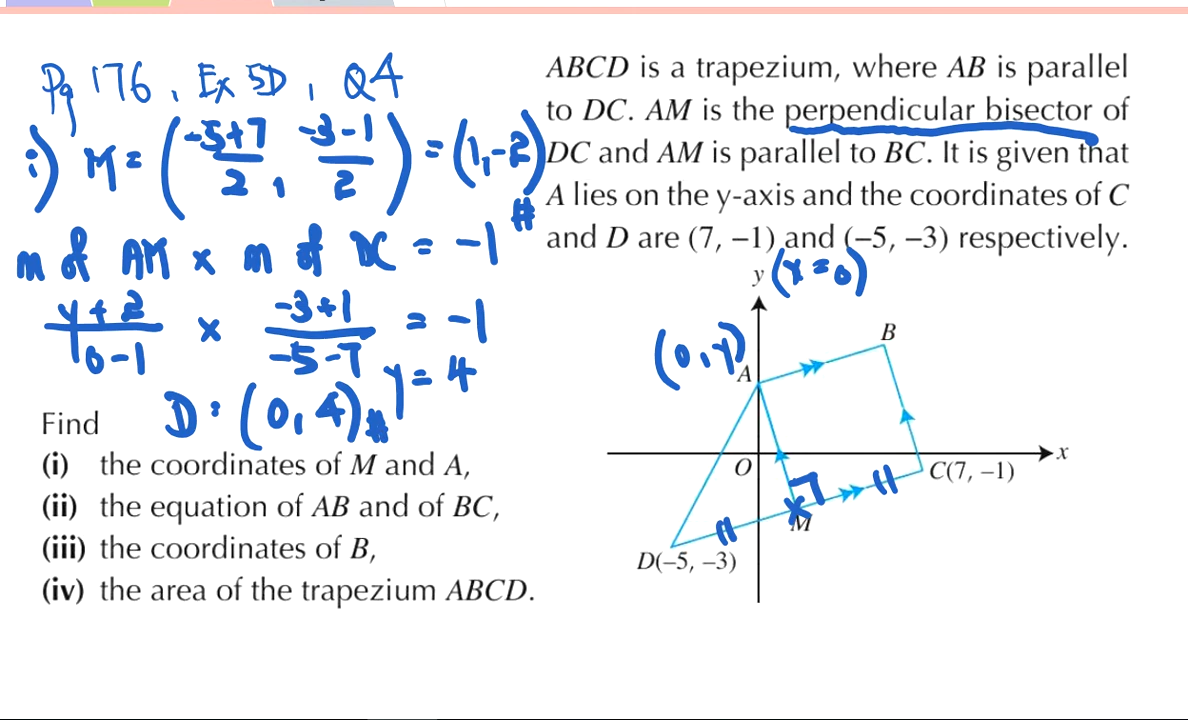 Pg 176, Ex 5D, Q4
i) M = (-5+7/2, -3-1/2) = (1,-2)#
m of AM x m of DC = -1
y+2/0-1 x -3+1/-5-7 = -1
y = 4
D: (0,4)#
ABCD is a trapezium, where AB is parallel
to DC. AM is the perpendicular bisector of
DC and AM is parallel to BC. It is given that
A lies on the y-axis and the coordinates of C
and D are (7, –1) and (–5, –3) respectively.
y (x=0)
(0,y)
A
B
O
x
C(7, –1)
M
D(–5, –3)
Find
(i) the coordinates of M and A,
(ii) the equation of AB and of BC,
(iii) the coordinates of B,
(iv) the area of the trapezium ABCD.